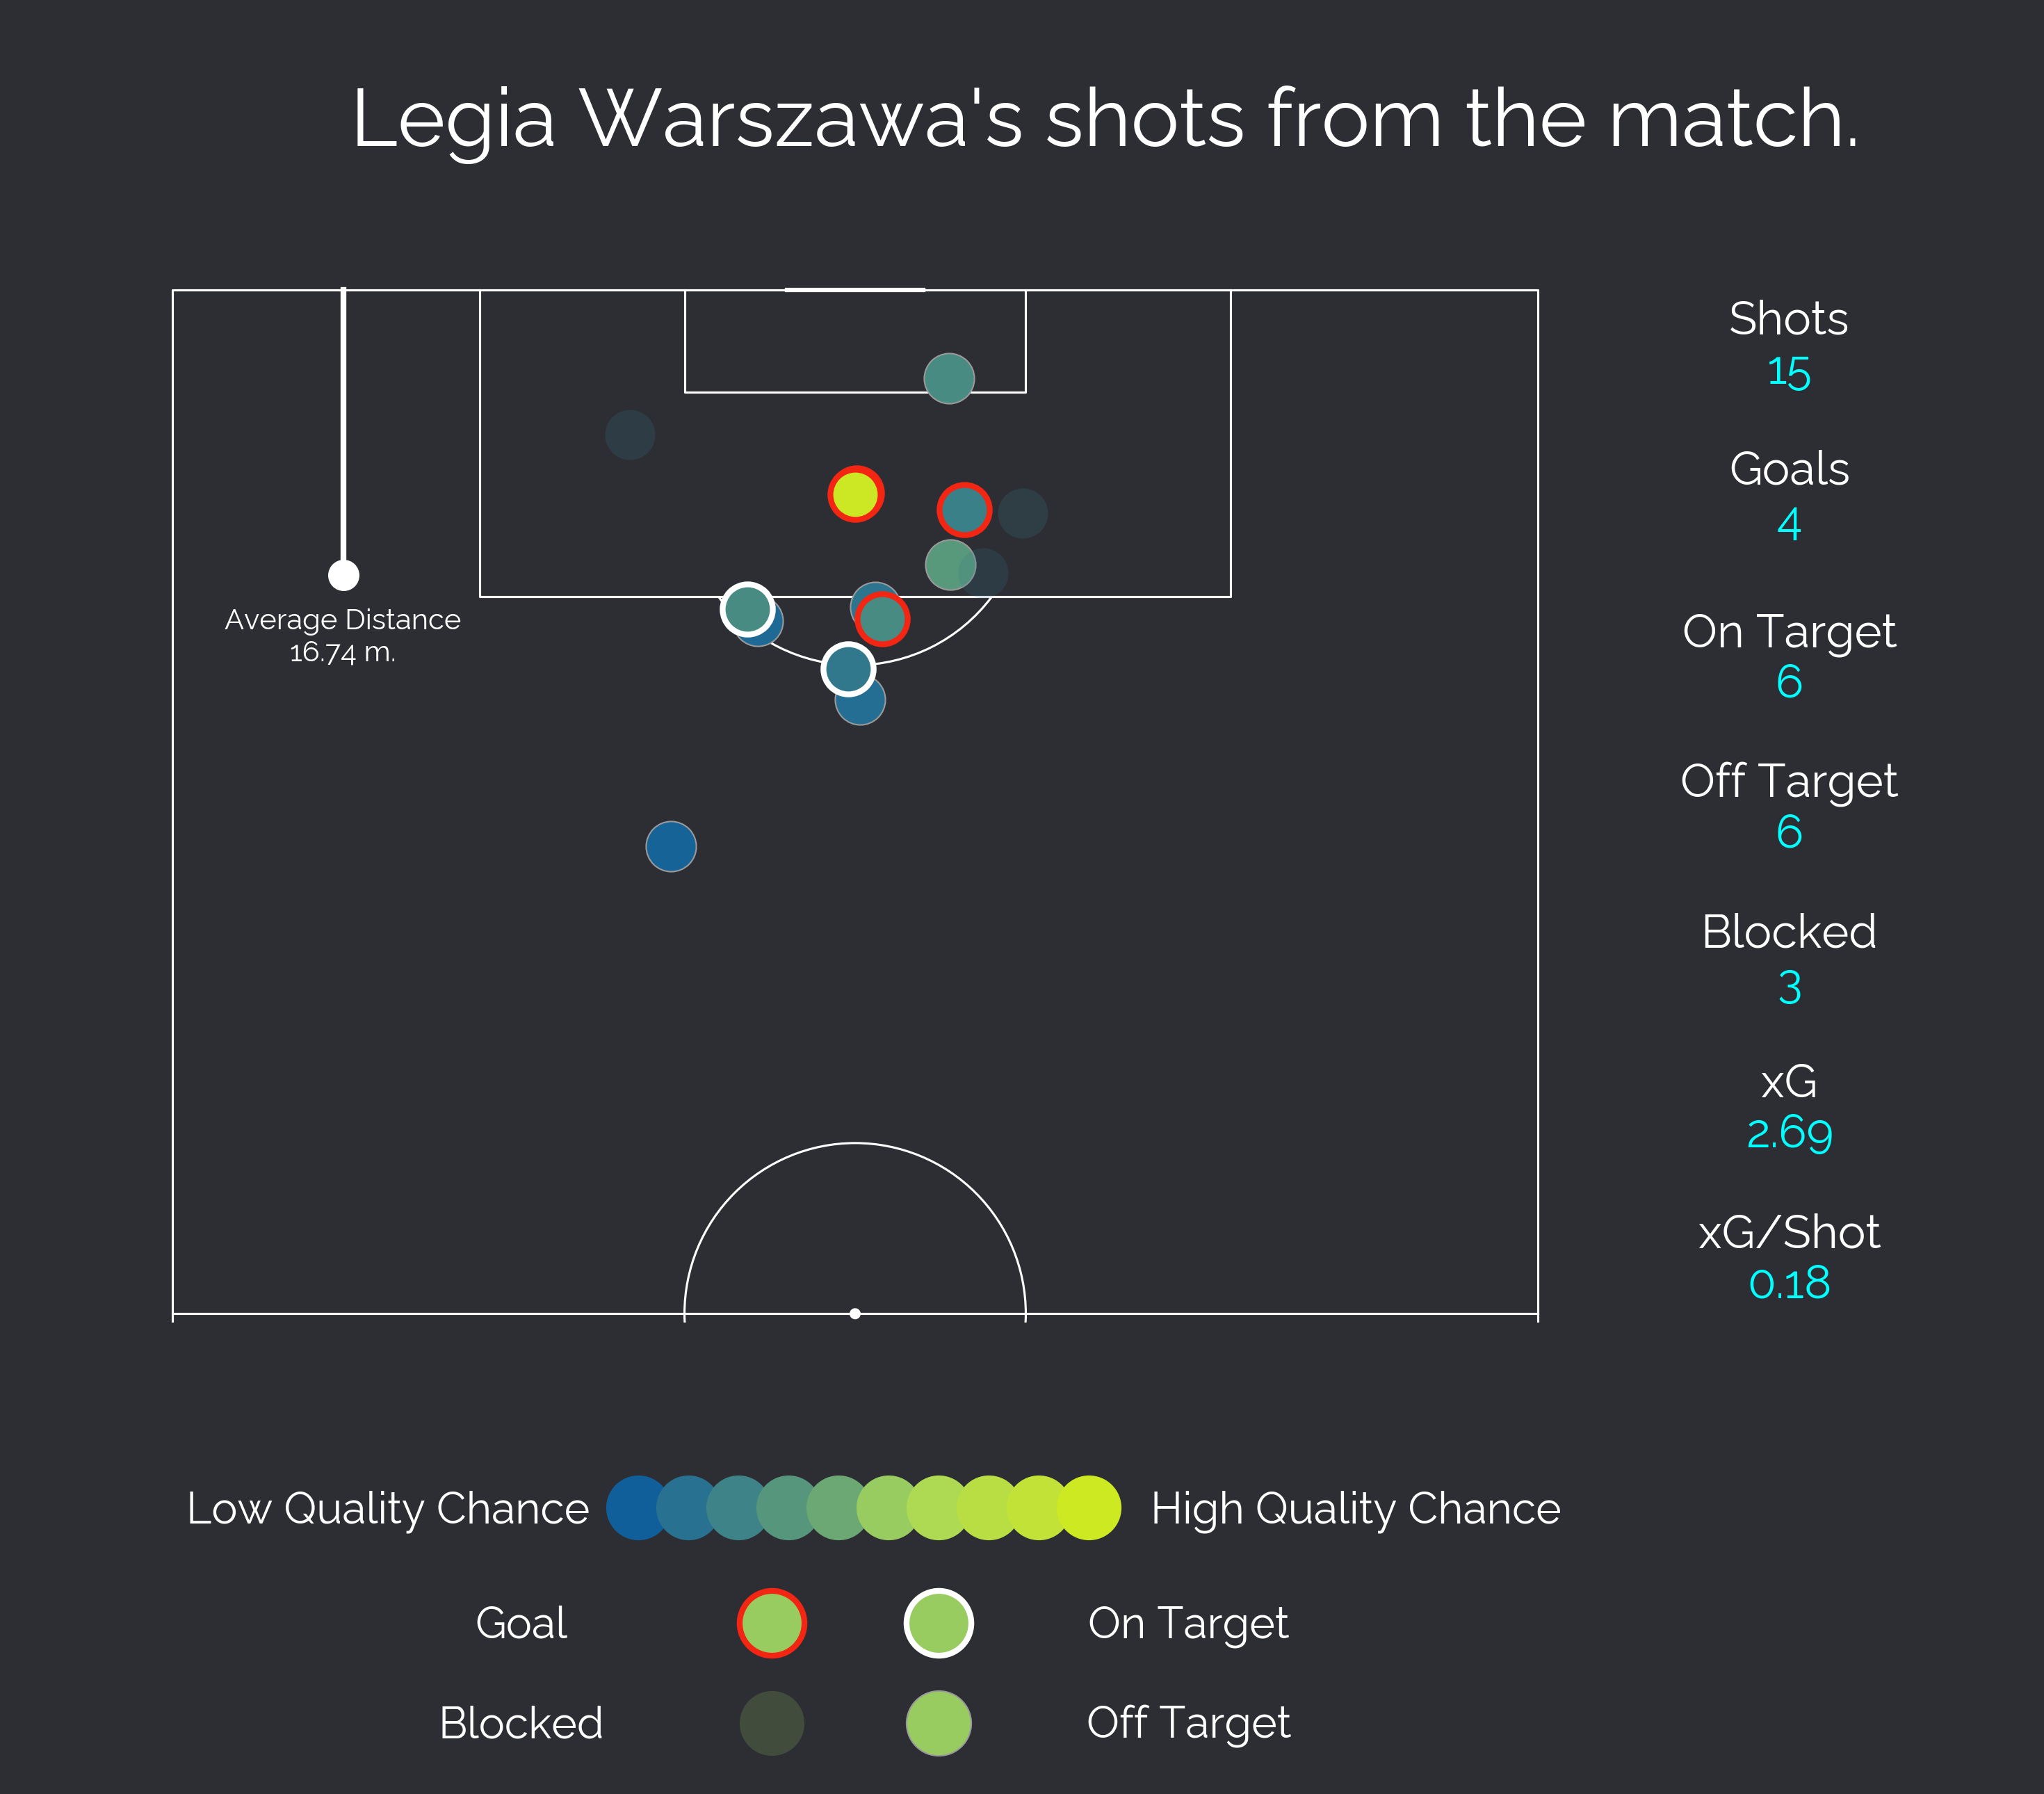 Legia Warszawa's shots from the match.
Average Distance
16.74 m.
Shots
15
Goals
4
On Target
6
Off Target
6
Blocked
3
xG
2.69
xG/Shot
0.18
Low Quality Chance
High Quality Chance
Goal
On Target
Blocked
Off Target